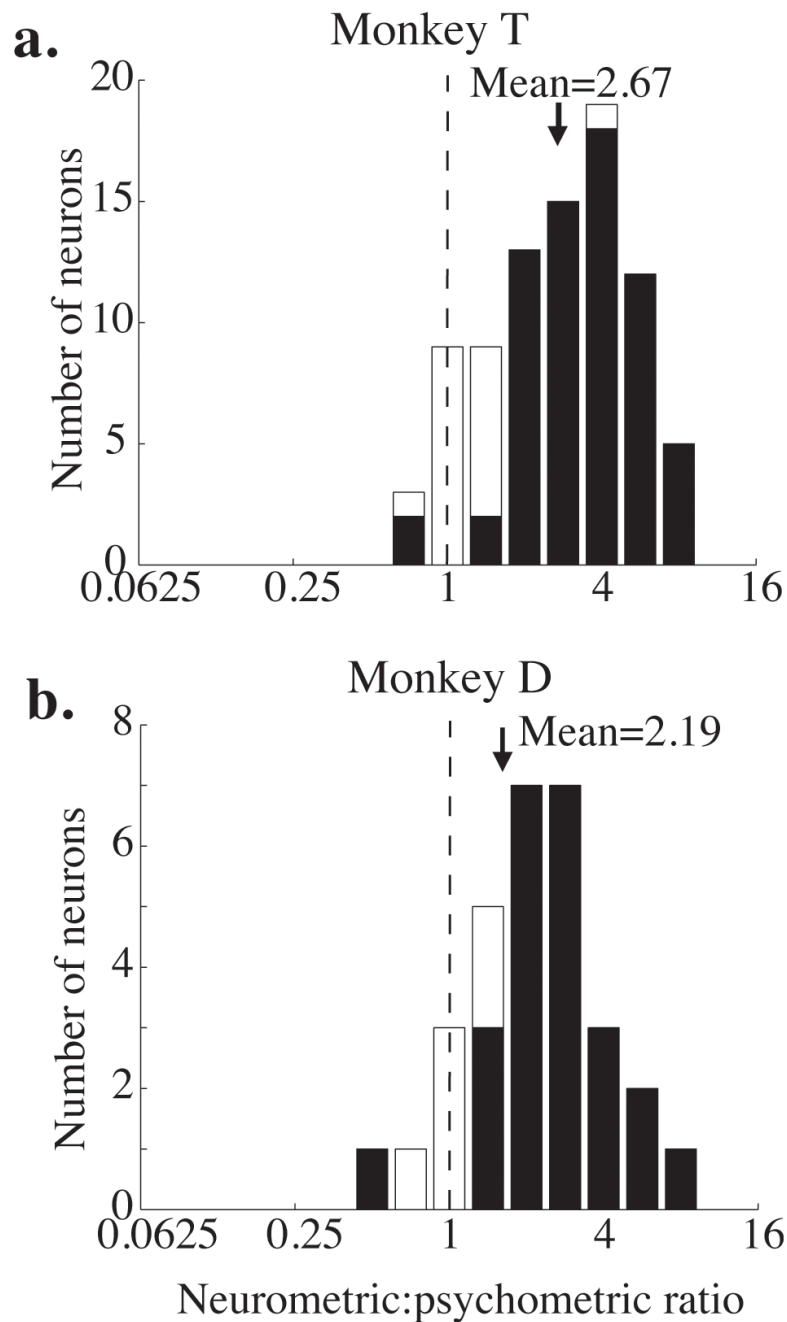 a.
Monkey T
Mean=2.67
20
15
10
5
0
Number of neurons
0.0625 0.25 1 4 16
b.
Monkey D
Mean=2.19
8
6
4
2
0
Number of neurons
0.0625 0.25 1 4 16
Neurometric:psychometric ratio